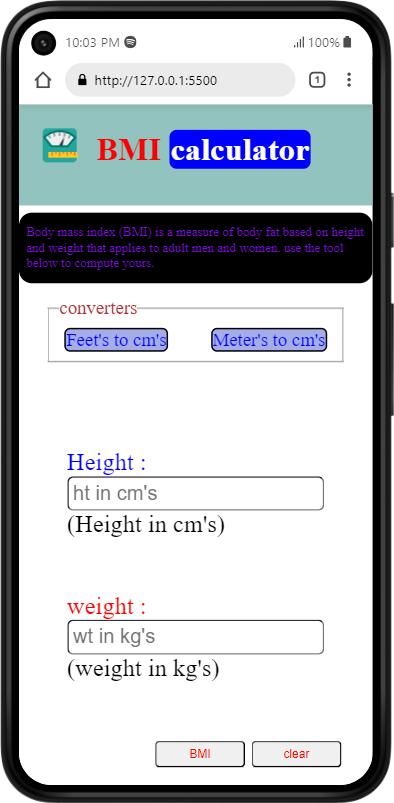 10:03 PM 100%
http://127.0.0.1:5500 1
BMI calculator
Body mass index (BMI) is a measure of body fat based on height
and weight that applies to adult men and women. use the tool
below to compute yours.
converters
Feet's to cm's Meter's to cm's
Height :
ht in cm's
(Height in cm's)
weight :
wt in kg's
(weight in kg's)
BMI clear